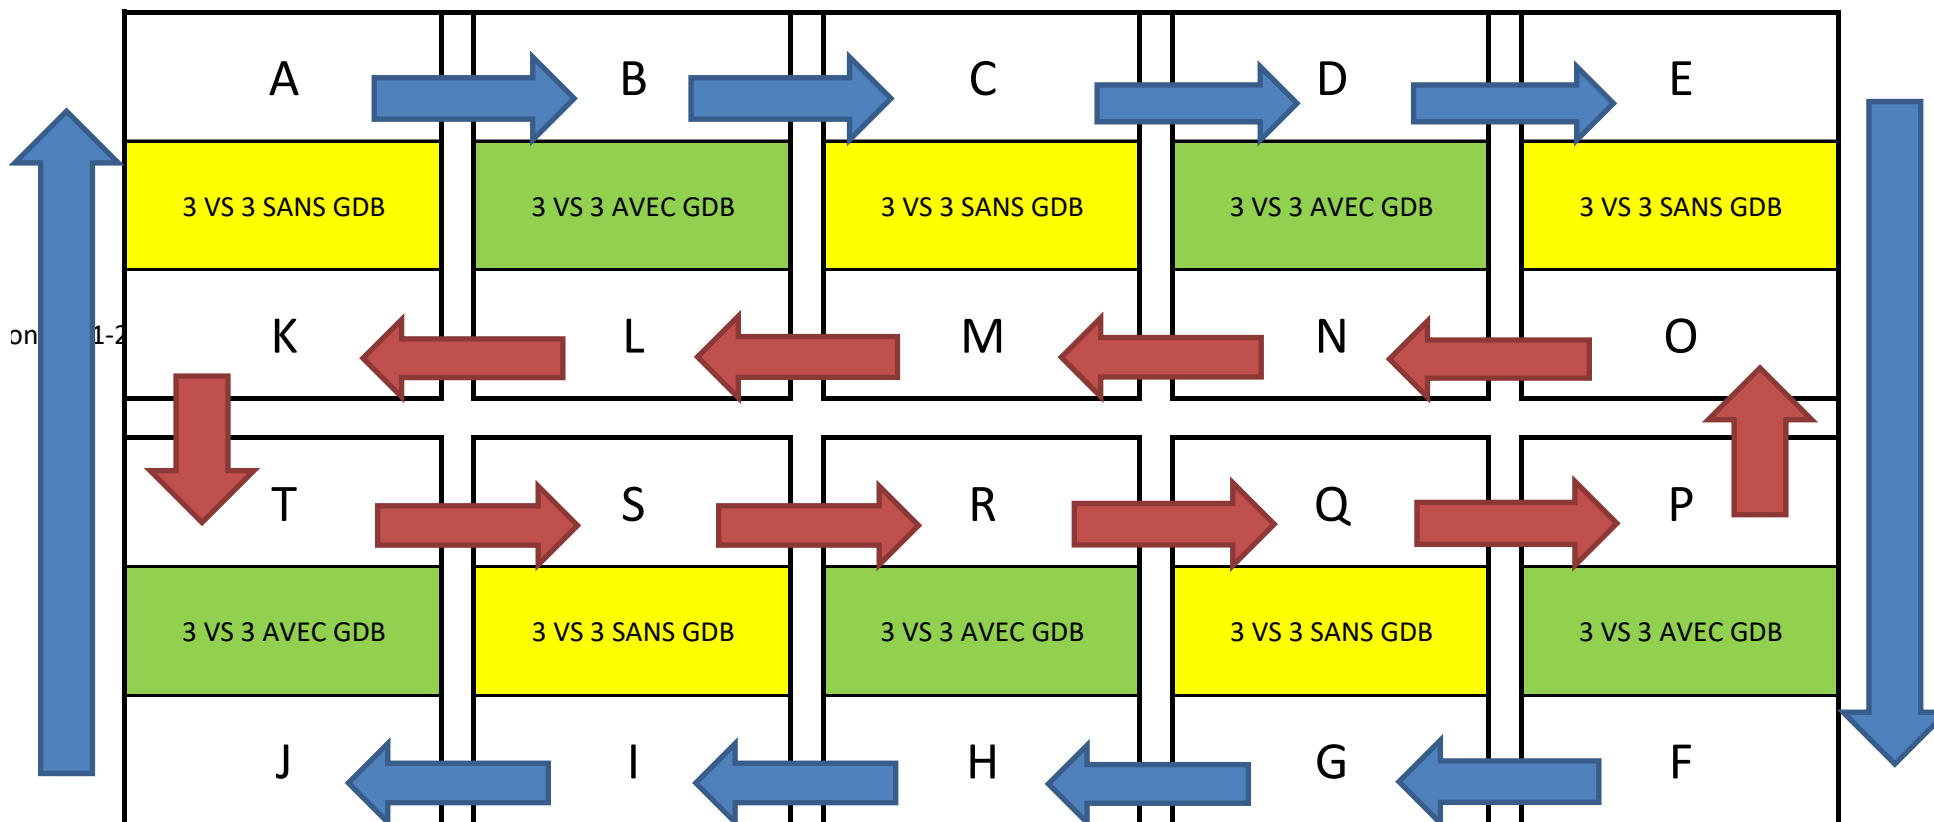 A B C D E
3 VS 3 SANS GDB 3 VS 3 AVEC GDB 3 VS 3 SANS GDB 3 VS 3 AVEC GDB 3 VS 3 SANS GDB
K L M N O
T S R Q P
3 VS 3 AVEC GDB 3 VS 3 SANS GDB 3 VS 3 AVEC GDB 3 VS 3 SANS GDB 3 VS 3 AVEC GDB
J I H G F